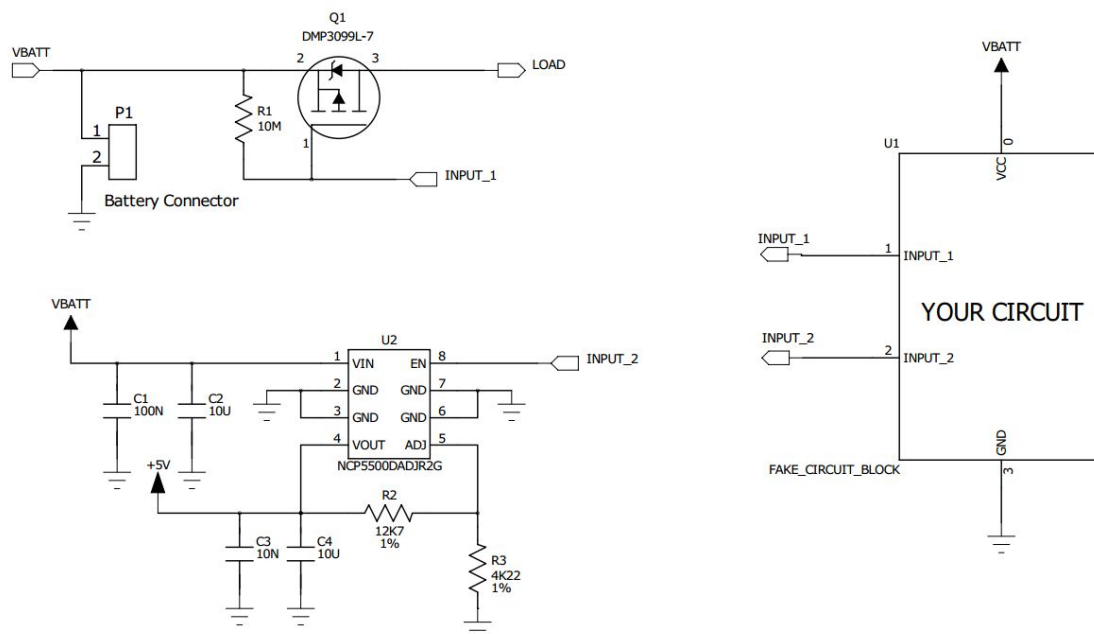 Q1
DMP3099L-7
VBATT
2
3
LOAD
P1
1
2
R1
10M
1
INPUT_1
Battery Connector
VBATT
U2
1
VIN
EN
8
INPUT_2
2
GND
GND
7
3
GND
GND
6
4
VOUT
ADJ
5
NCP5500DADJR2G
C1
100N
C2
10U
+5V
R2
12K7
1%
C3
10N
C4
10U
R3
4K22
1%
VBATT
U1
0
VCC
INPUT_1
1
INPUT_1
YOUR CIRCUIT
INPUT_2
2
INPUT_2
GND
3
FAKE_CIRCUIT_BLOCK